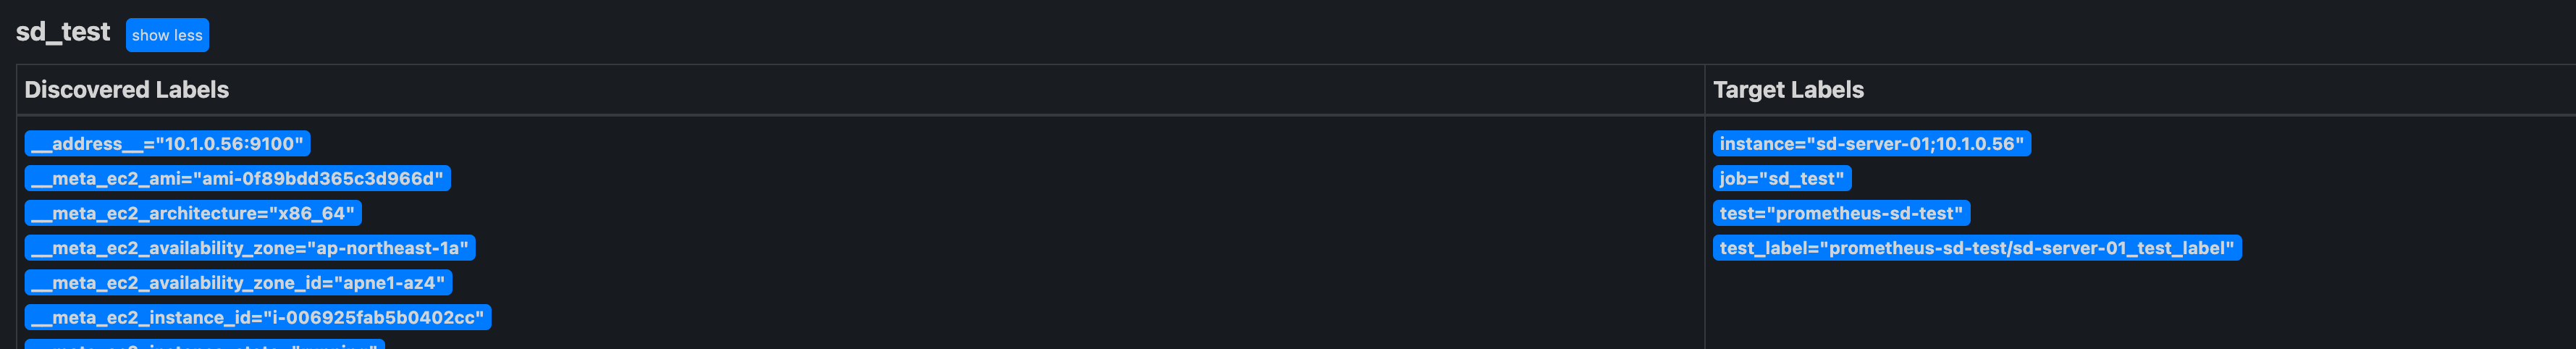 sd_test show less
Discovered Labels
Target Labels
__address__="10.1.0.56:9100"
__meta_ec2_ami="ami-0f89bdd365c3d966d"
__meta_ec2_architecture="x86_64"
__meta_ec2_availability_zone="ap-northeast-1a"
__meta_ec2_availability_zone_id="apne1-az4"
__meta_ec2_instance_id="i-006925fab5b0402cc"
instance="sd-server-01;10.1.0.56"
job="sd_test"
test="prometheus-sd-test"
test_label="prometheus-sd-test/sd-server-01_test_label"